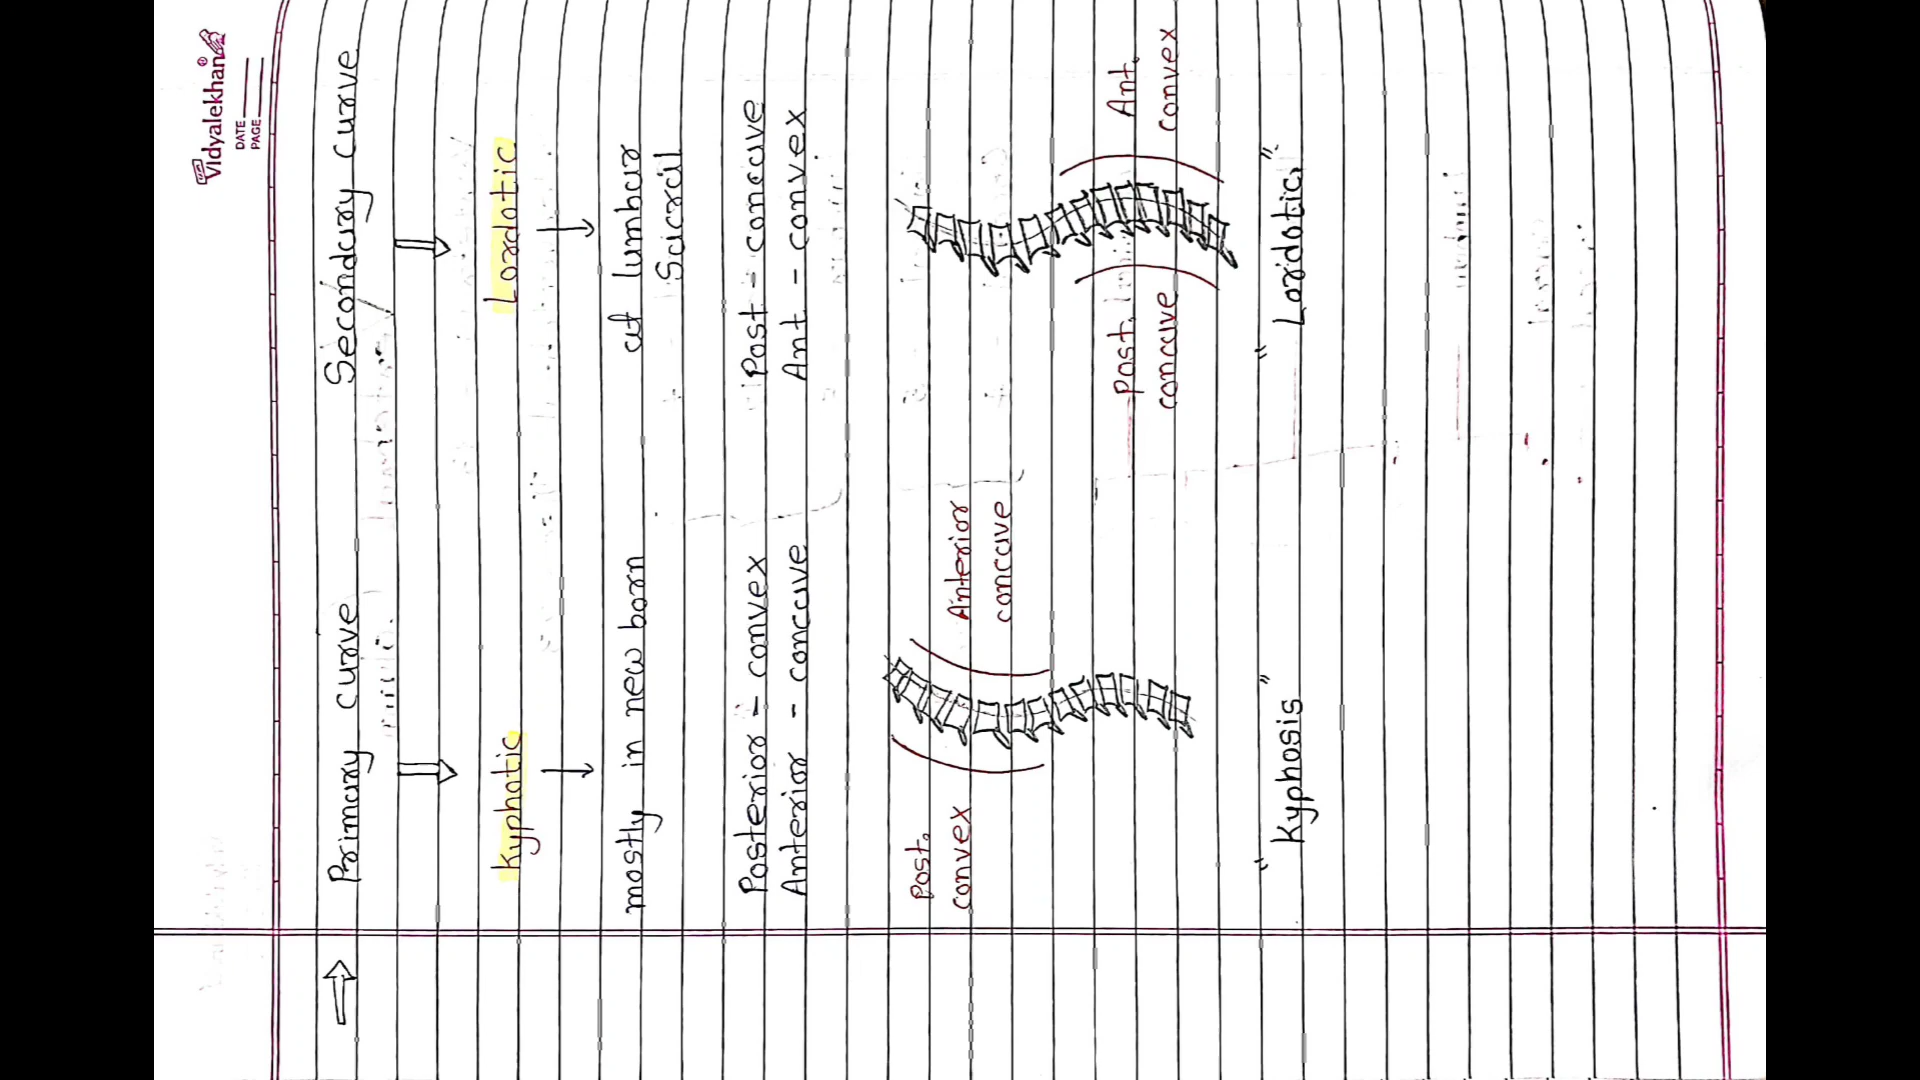 Vidyalekhan®
DATE
PAGE
⇒ Primary curve Secondary curve
Kyphotic Lordotic
mostly in new born at lumbar
Sacral
Posterior - convex Post - concave
Anterior - concave Ant - convex
Post. convex
Anterior concave
Post. concave
Ant. convex
"Kyphosis" "Lordotic"